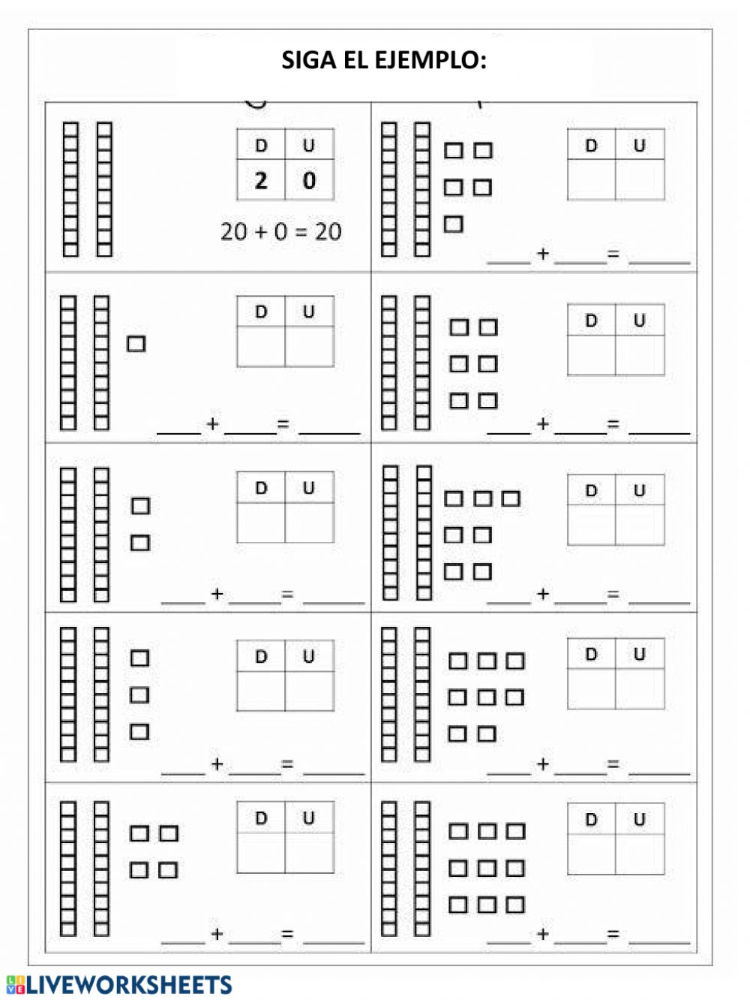 SIGA EL EJEMPLO:
D U
2 0
20 + 0 = 20
D U
____ + ____ = _____
D U
____ + ____ = _____
D U
____ + ____ = _____
D U
____ + ____ = _____
D U
____ + ____ = _____
D U
____ + ____ = _____
D U
____ + ____ = _____
D U
____ + ____ = _____
D U
____ + ____ = _____
LIVE LIVEWORKSHEETS